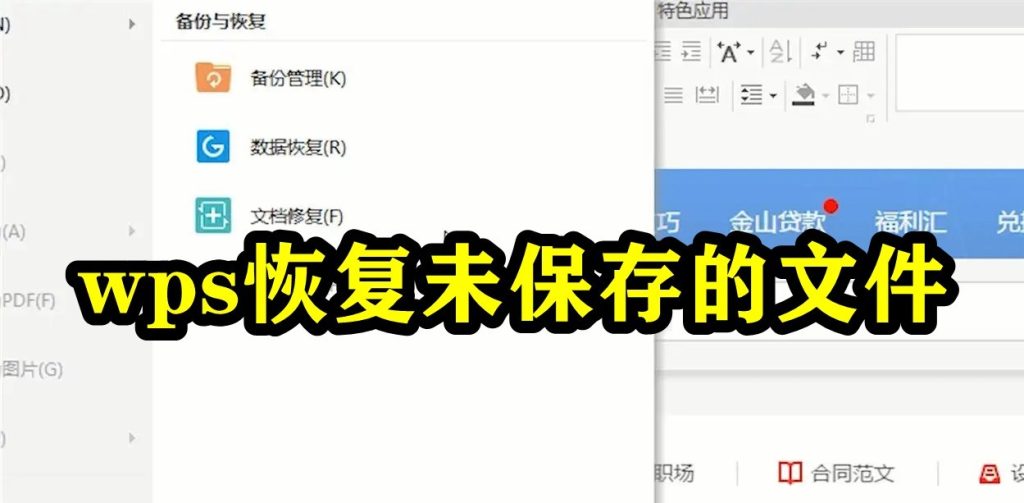 备份与恢复
特色应用
备份管理(K)
数据恢复(R)
文档修复(F)
(A)
巧 金山贷款 福利汇 兑
wps恢复未保存的文件
PDF(F)
图片(G)
职场 合同范文 设